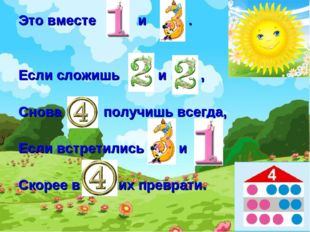 Это вместе 1 и 3 .
Если сложишь 2 и 2 ,
Снова 4 получишь всегда,
Если встретились 3 и 1
Скорее в 4 их преврати.
4